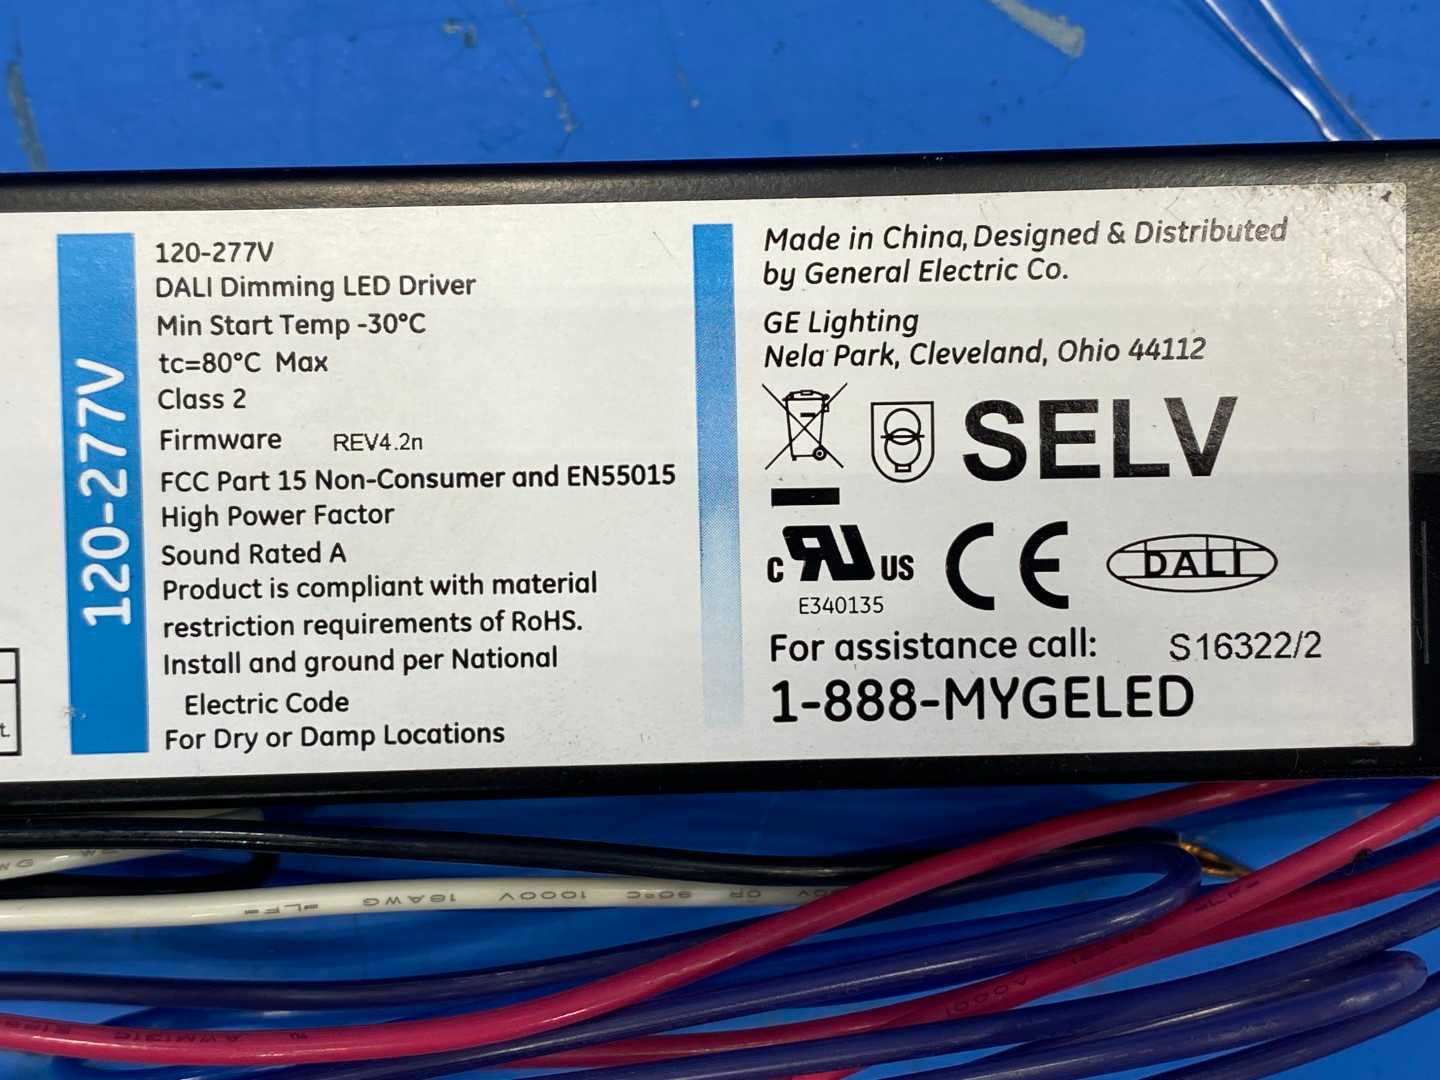 120-277V
120-277V
DALI Dimming LED Driver
Min Start Temp -30°C
tc=80°C Max
Class 2
Firmware REV4.2n
FCC Part 15 Non-Consumer and EN55015
High Power Factor
Sound Rated A
Product is compliant with material
restriction requirements of RoHS.
Install and ground per National
Electric Code
For Dry or Damp Locations
Made in China, Designed & Distributed
by General Electric Co.
GE Lighting
Nela Park, Cleveland, Ohio 44112
SELV
c RU US
CE
DALI
E340135
For assistance call: S16322/2
1-888-MYGELED
t.
=LF= 18AWG 1000V 90°C OR